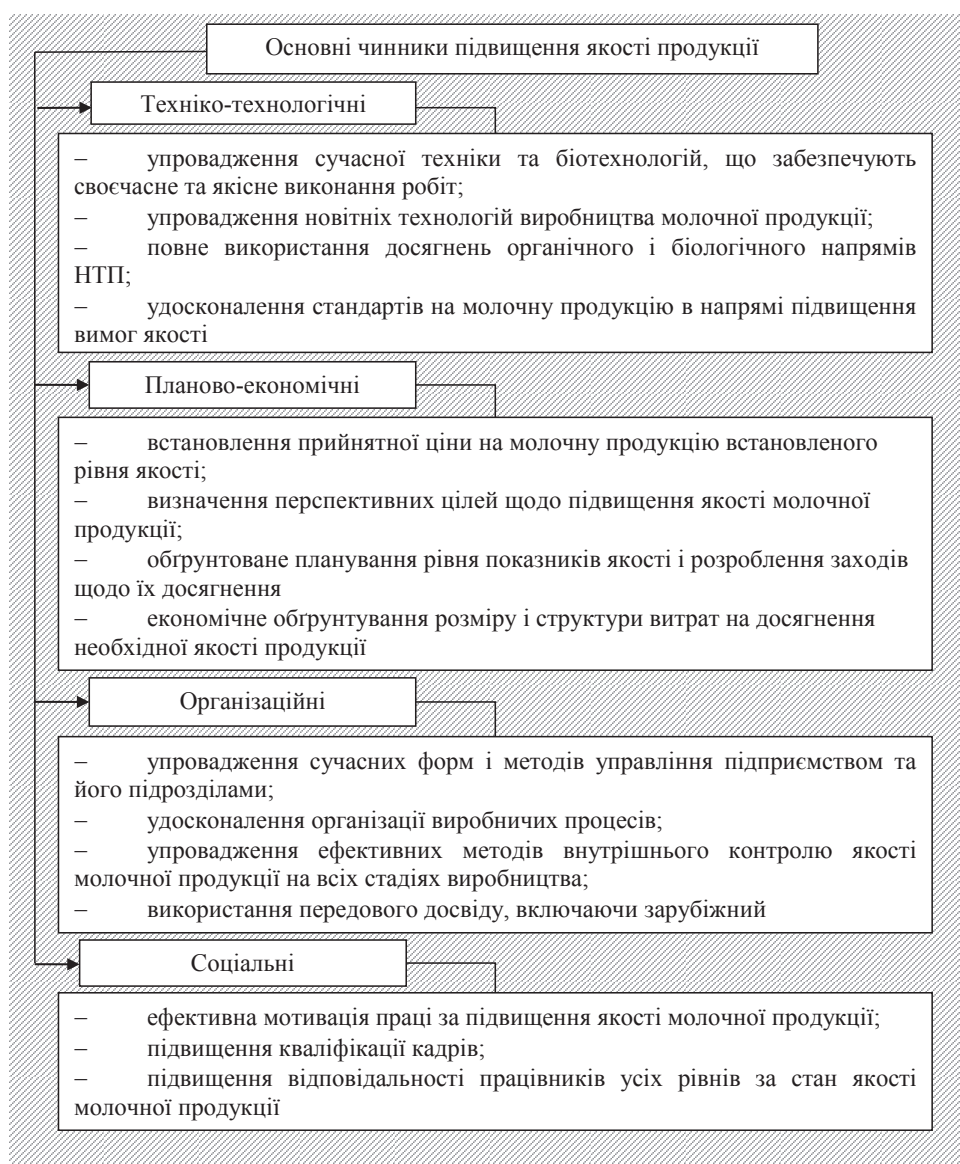 Основні чинники підвищення якості продукції
Техніко-технологічні
– упровадження сучасної техніки та біотехнологій, що забезпечують
своєчасне та якісне виконання робіт;
– упровадження новітніх технологій виробництва молочної продукції;
– повне використання досягнень органічного і біологічного напрямів
НТП;
– удосконалення стандартів на молочну продукцію в напрямі підвищення
вимог якості
Планово-економічні
– встановлення прийнятної ціни на молочну продукцію встановленого
рівня якості;
– визначення перспективних цілей щодо підвищення якості молочної
продукції;
– обґрунтоване планування рівня показників якості і розроблення заходів
щодо їх досягнення
– економічне обґрунтування розміру і структури витрат на досягнення
необхідної якості продукції
Організаційні
– упровадження сучасних форм і методів управління підприємством та
його підрозділами;
– удосконалення організації виробничих процесів;
– упровадження ефективних методів внутрішнього контролю якості
молочної продукції на всіх стадіях виробництва;
– використання передового досвіду, включаючи зарубіжний
Соціальні
– ефективна мотивація праці за підвищення якості молочної продукції;
– підвищення кваліфікації кадрів;
– підвищення відповідальності працівників усіх рівнів за стан якості
молочної продукції